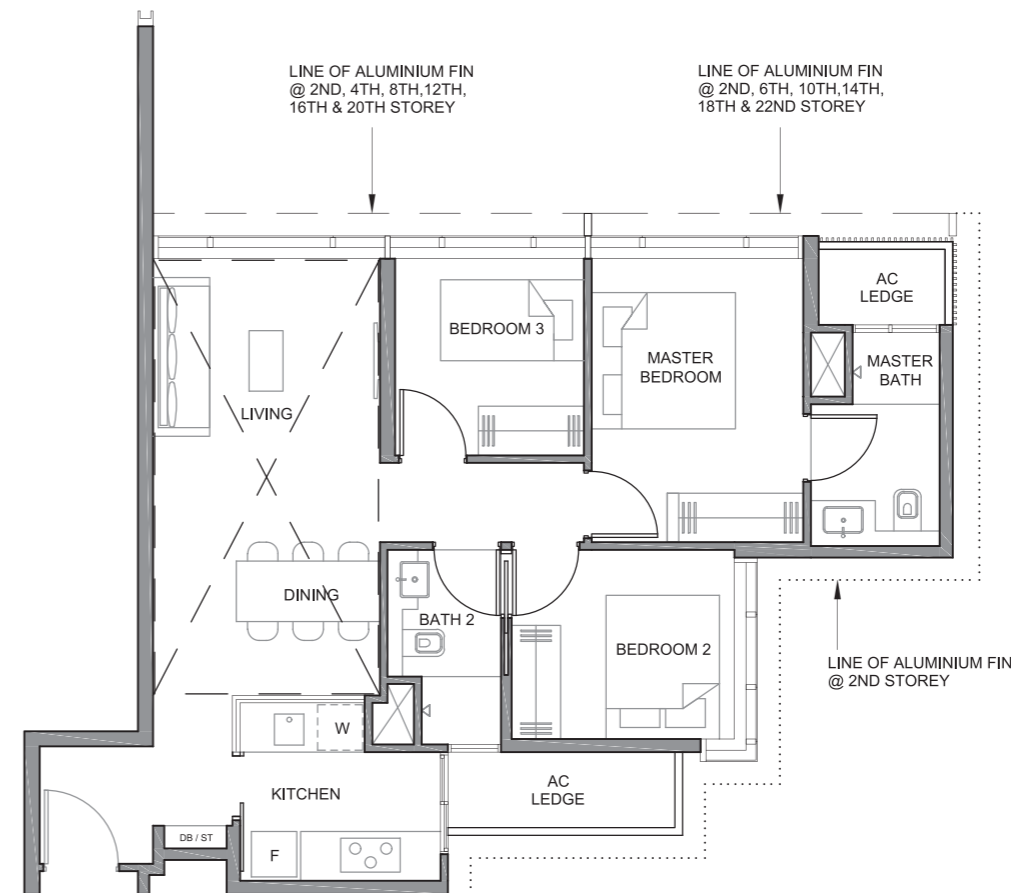 LINE OF ALUMINIUM FIN
@ 2ND, 4TH, 8TH,12TH,
16TH & 20TH STOREY
LINE OF ALUMINIUM FIN
@ 2ND, 6TH, 10TH,14TH,
18TH & 22ND STOREY
AC
LEDGE
BEDROOM 3
MASTER
BEDROOM
MASTER
BATH
LIVING
DINING
BATH 2
BEDROOM 2
LINE OF ALUMINIUM FIN
@ 2ND STOREY
W
KITCHEN
AC
LEDGE
DB / ST
F